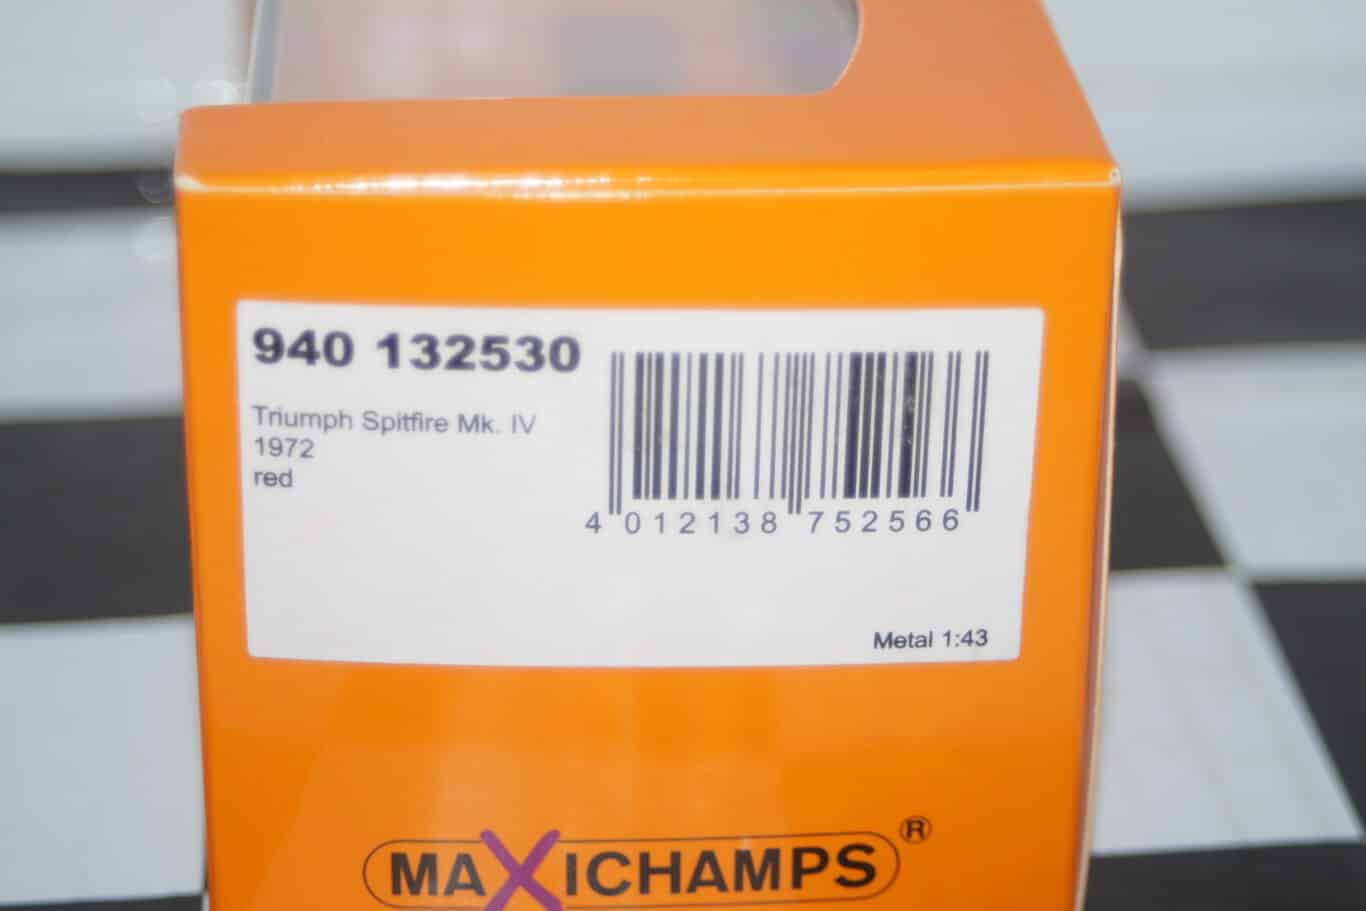 940 132530
Triumph Spitfire Mk. IV
1972
red
4 012138 752566
Metal 1:43
MAXICHAMPS ®